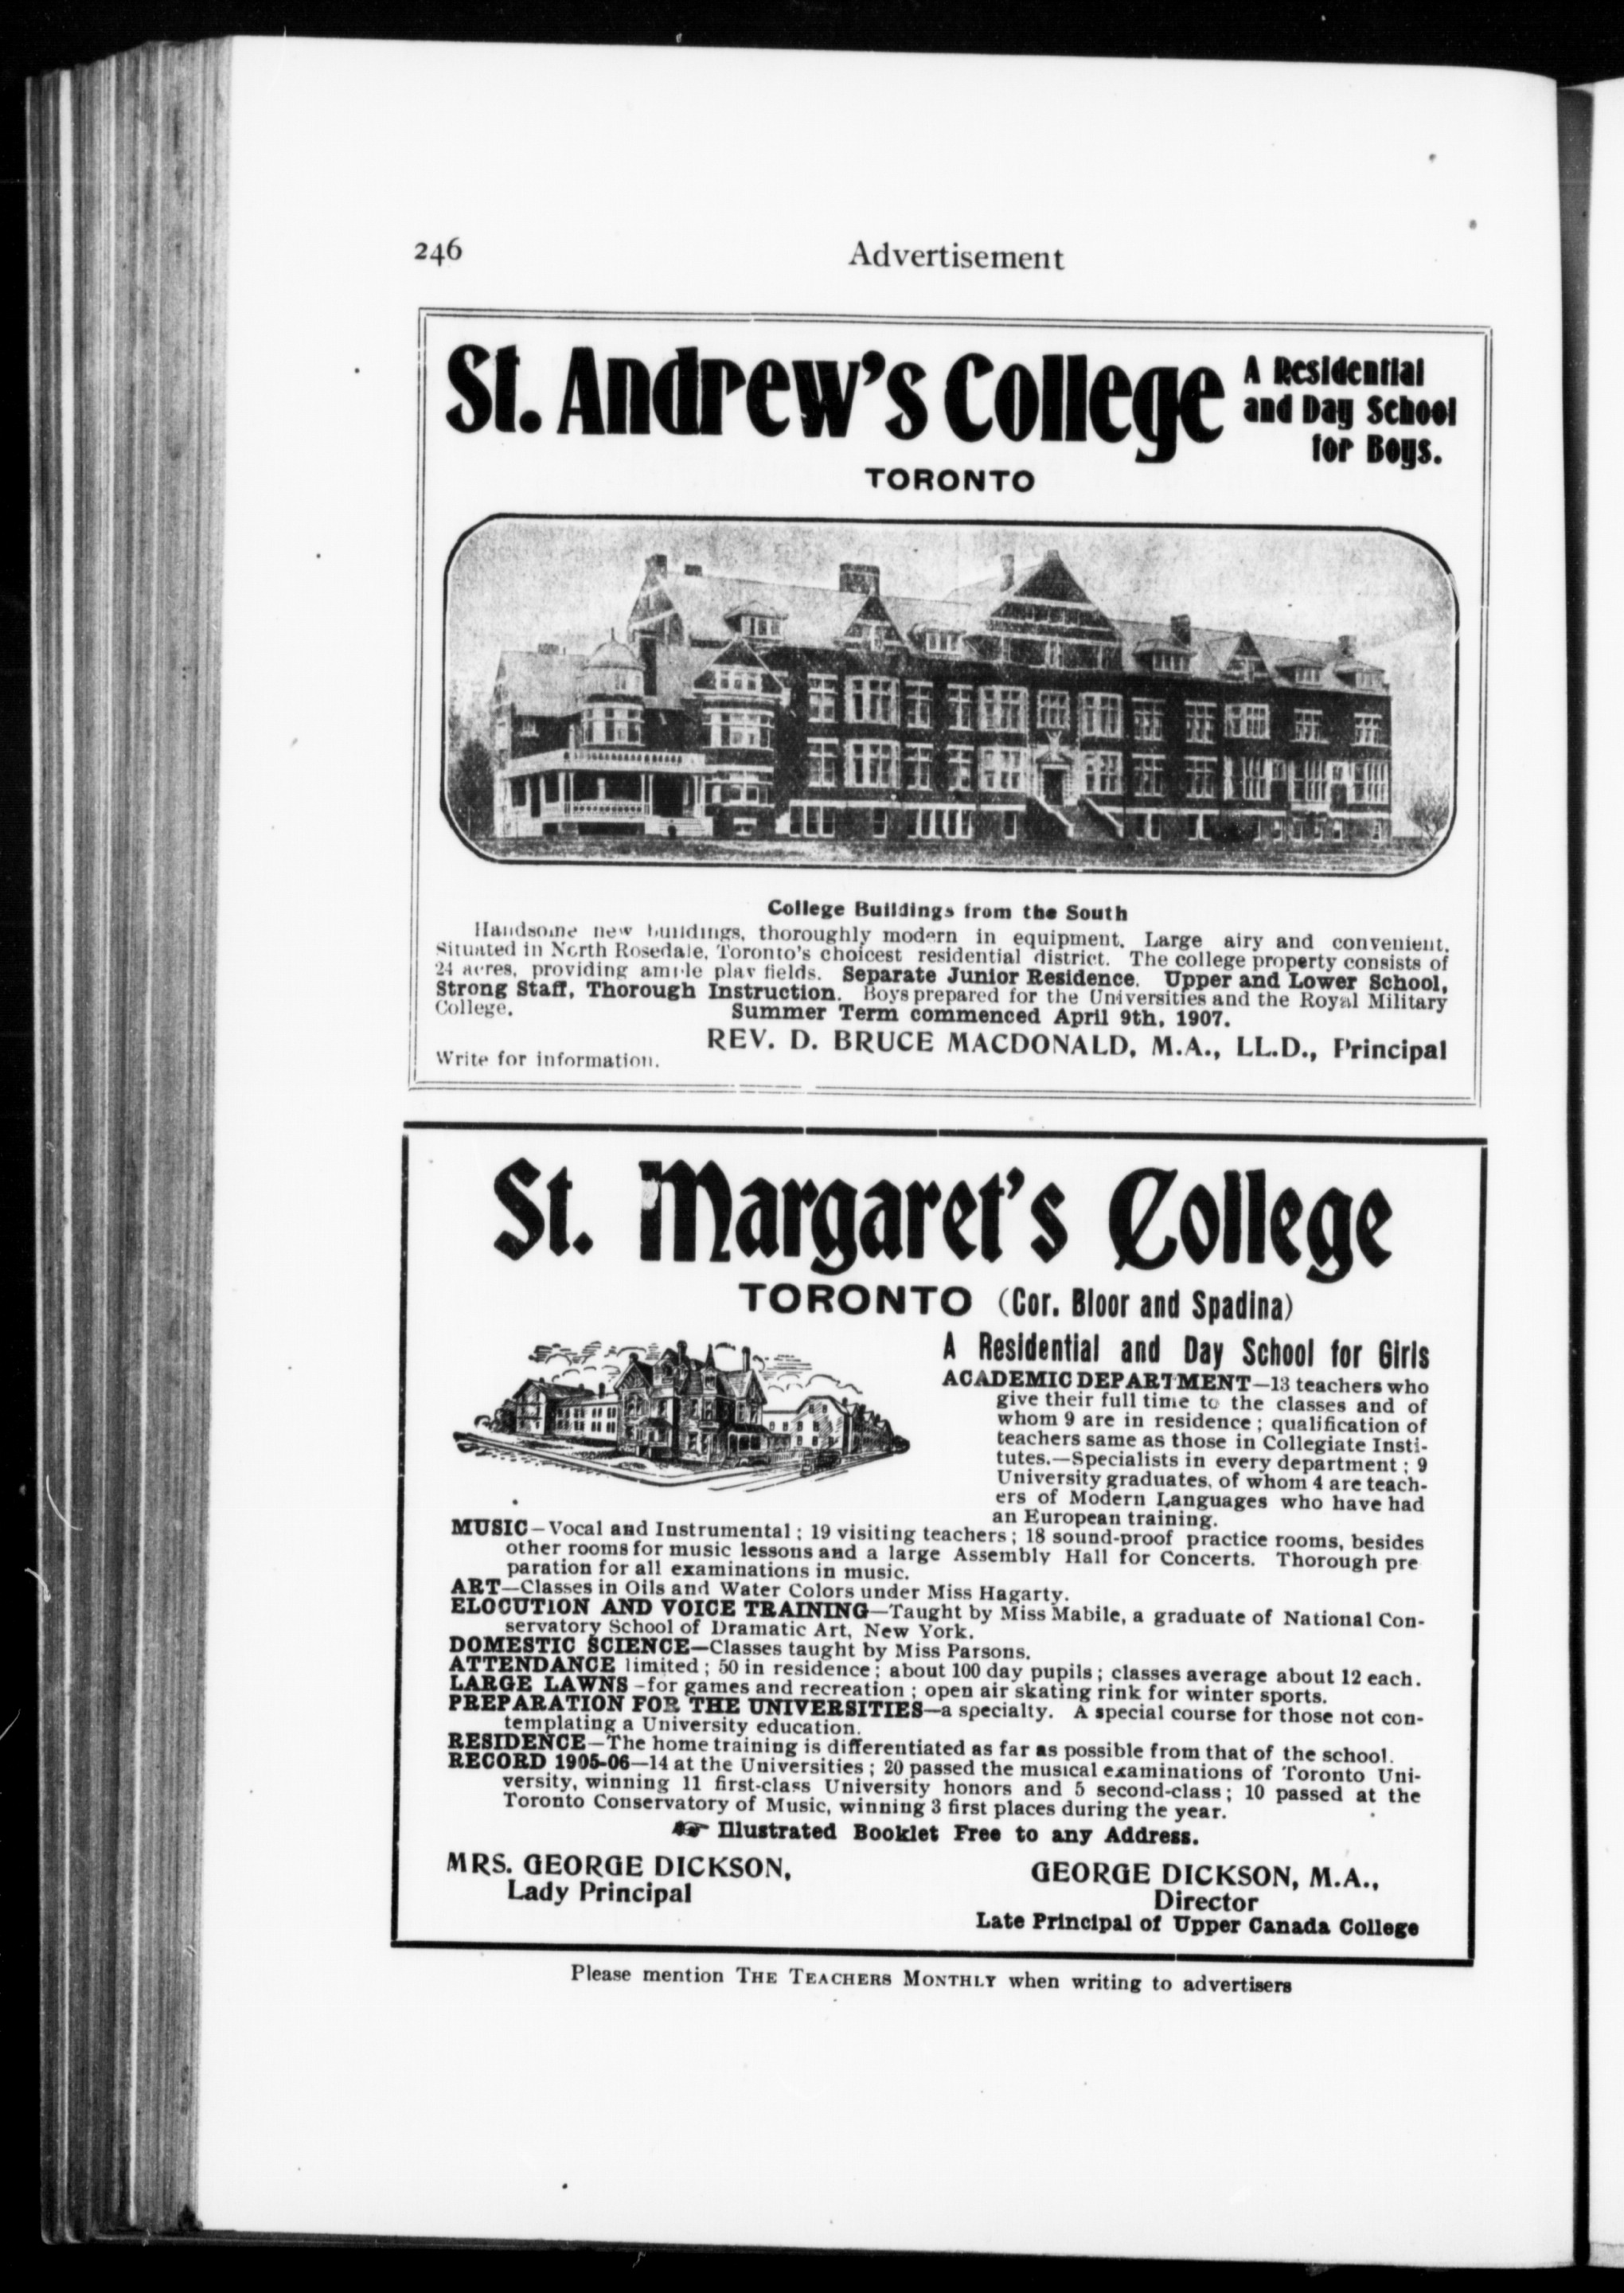 246
Advertisement
St. Andrew's College
A Residential
and Day School
for Boys.
TORONTO
College Buildings from the South
Handsome new buildings, thoroughly modern in equipment. Large airy and convenient.
Situated in North Rosedale, Toronto's choicest residential district. The college property consists of
24 acres, providing ample play fields. Separate Junior Residence. Upper and Lower School,
Strong Staff, Thorough Instruction. Boys prepared for the Universities and the Royal Military
College. Summer Term commenced April 9th, 1907.
REV. D. BRUCE MACDONALD, M.A., LL.D., Principal
Write for information.
St. Margaret's College
TORONTO (Cor. Bloor and Spadina)
A Residential and Day School for Girls
ACADEMIC DEPARTMENT—13 teachers who
give their full time to the classes and of
whom 9 are in residence; qualification of
teachers same as those in Collegiate Insti-
tutes.—Specialists in every department; 9
University graduates, of whom 4 are teach-
ers of Modern Languages who have had
an European training.
MUSIC—Vocal and Instrumental; 19 visiting teachers; 18 sound-proof practice rooms, besides
other rooms for music lessons and a large Assembly Hall for Concerts. Thorough pre
paration for all examinations in music.
ART—Classes in Oils and Water Colors under Miss Hagarty.
ELOCUTION AND VOICE TRAINING—Taught by Miss Mabile, a graduate of National Con-
servatory School of Dramatic Art, New York.
DOMESTIC SCIENCE—Classes taught by Miss Parsons.
ATTENDANCE limited; 50 in residence; about 100 day pupils; classes average about 12 each.
LARGE LAWNS—for games and recreation; open air skating rink for winter sports.
PREPARATION FOR THE UNIVERSITIES—a specialty. A special course for those not con-
templating a University education.
RESIDENCE—The home training is differentiated as far as possible from that of the school.
RECORD 1905-06—14 at the Universities; 20 passed the musical examinations of Toronto Uni-
versity, winning 11 first-class University honors and 5 second-class; 10 passed at the
Toronto Conservatory of Music, winning 3 first places during the year.
☞ Illustrated Booklet Free to any Address.
MRS. GEORGE DICKSON,
Lady Principal
GEORGE DICKSON, M.A.,
Director
Late Principal of Upper Canada College
Please mention THE TEACHERS MONTHLY when writing to advertisers